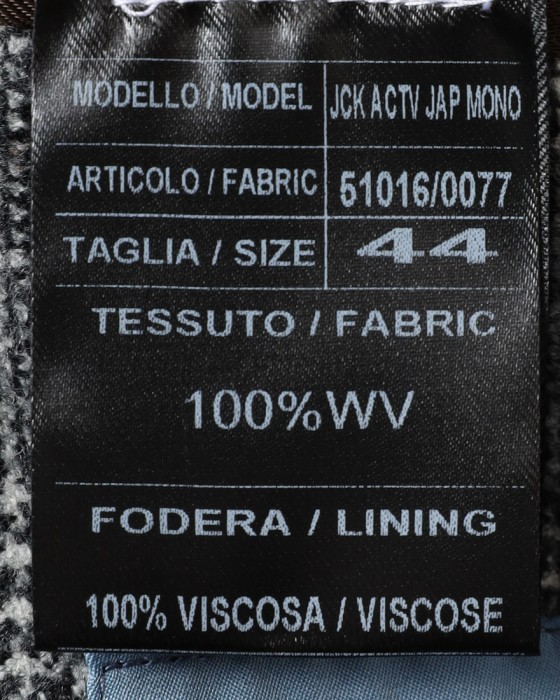 MODELLO / MODEL JCK ACTV JAP MONO
ARTICOLO / FABRIC 51016/0077
TAGLIA / SIZE 44
TESSUTO / FABRIC
100%WV
FODERA / LINING
100% VISCOSA / VISCOSE